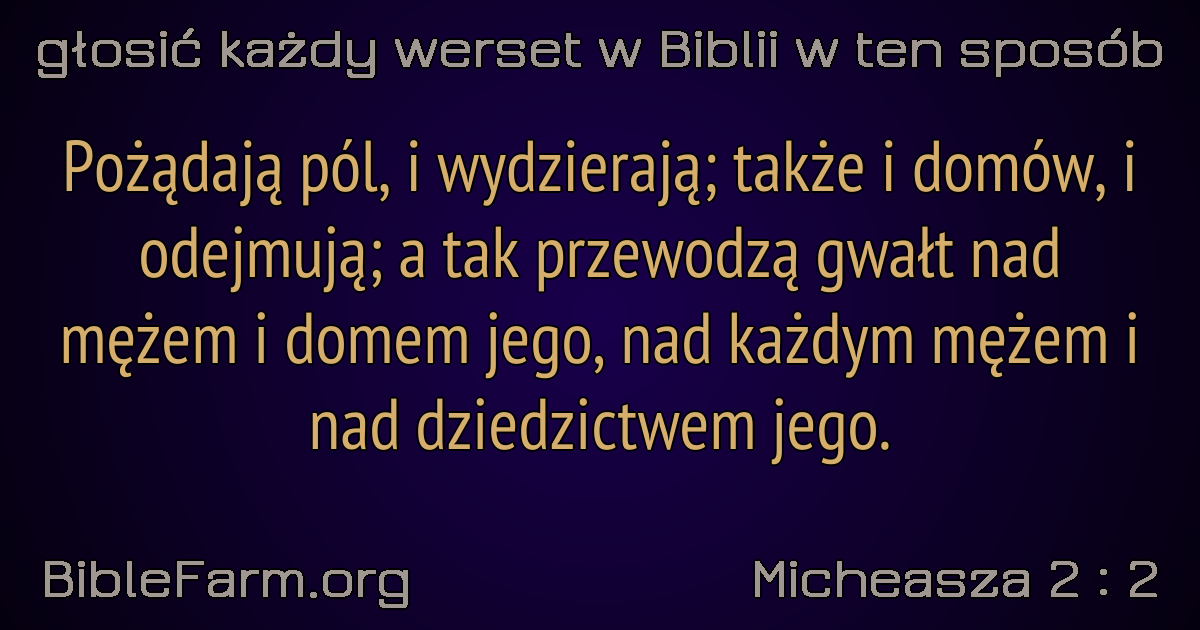 głosić każdy werset w Biblii w ten sposób
Pożądają pól, i wydzierają; także i domów, i
odejmują; a tak przewodzą gwałt nad
mężem i domem jego, nad każdym mężem i
nad dziedzictwem jego.
BibleFarm.org
Micheasza 2 : 2